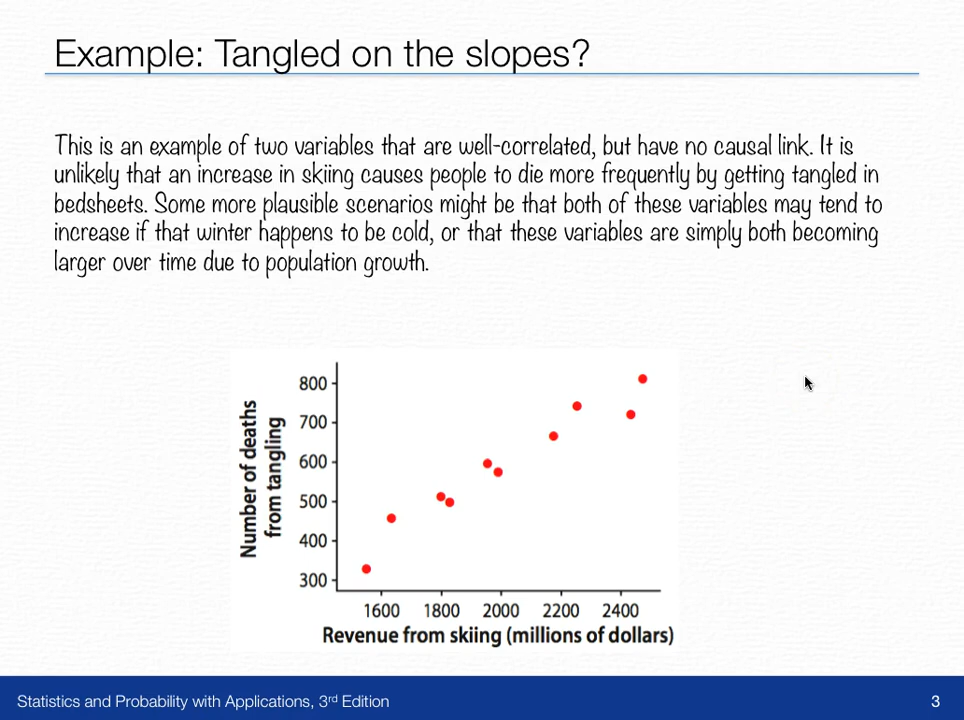 Example: Tangled on the slopes?
This is an example of two variables that are well-correlated, but have no causal link. It is
unlikely that an increase in skiing causes people to die more frequently by getting tangled in
bedsheets. Some more plausible scenarios might be that both of these variables may tend to
increase if that winter happens to be cold, or that these variables are simply both becoming
larger over time due to population growth.
Number of deaths
from tangling
800
700
600
500
400
300
1600 1800 2000 2200 2400
Revenue from skiing (millions of dollars)
Statistics and Probability with Applications, 3rd Edition
3